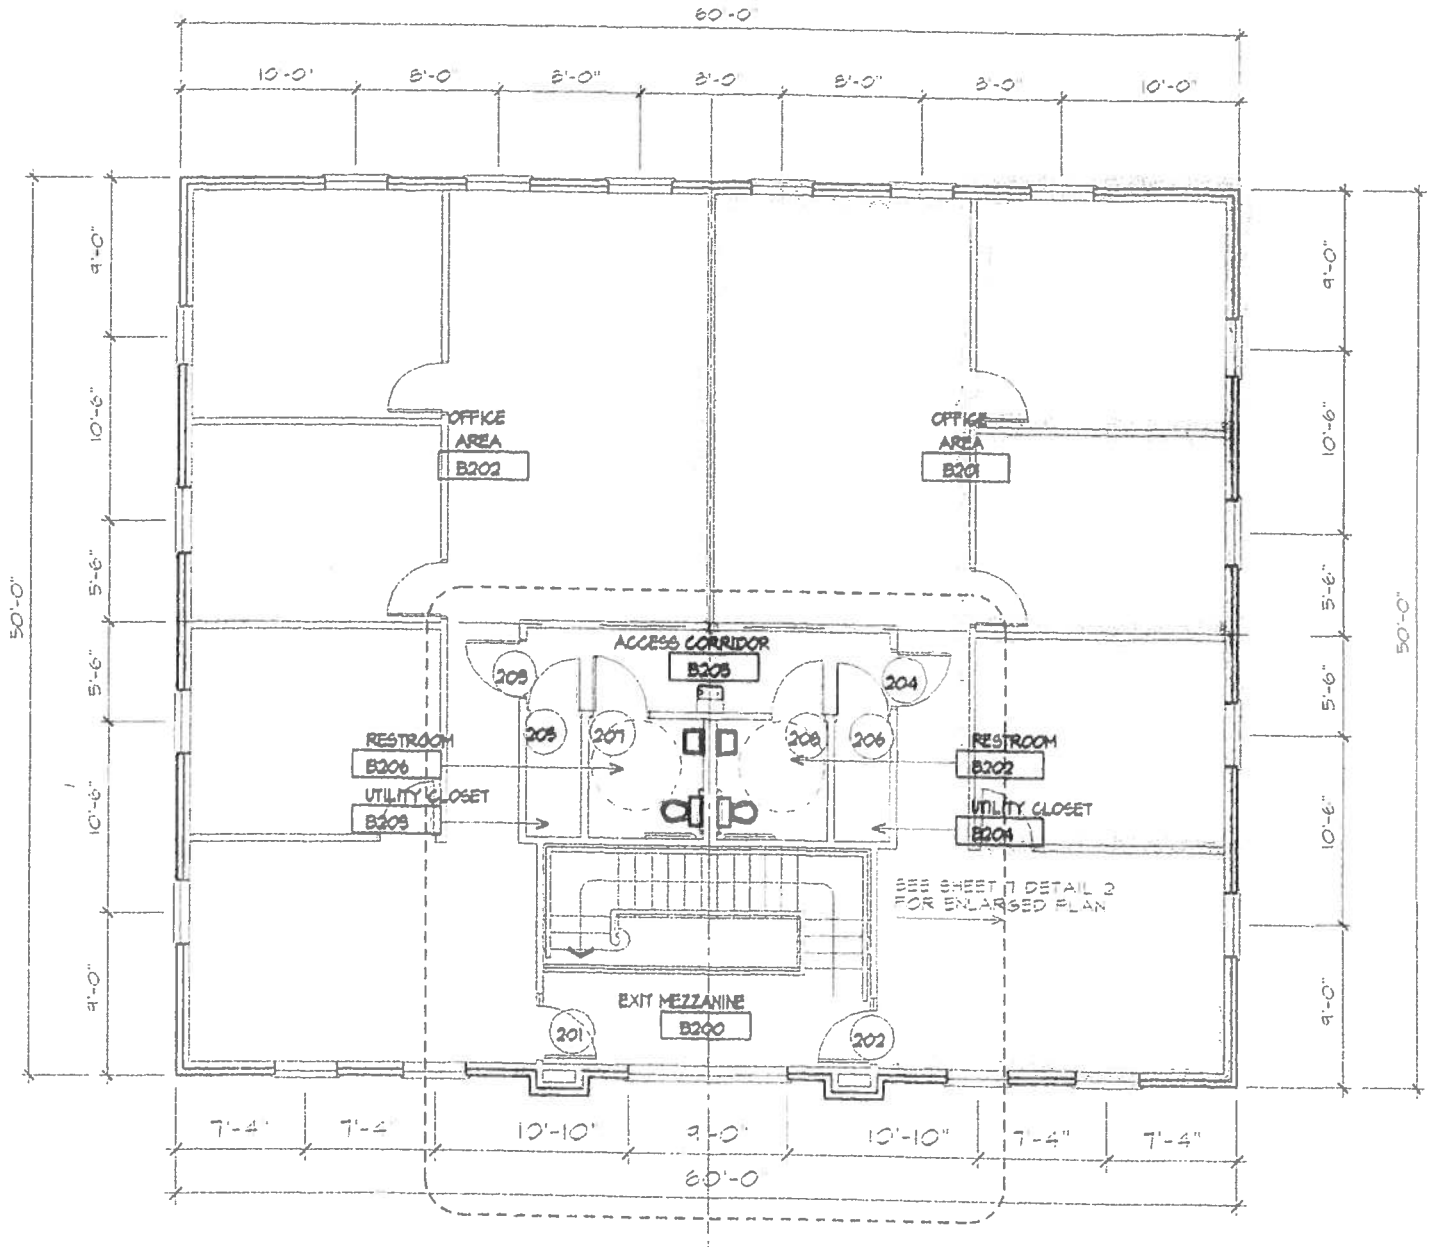 60'-0"
10'-0" 8'-0" 8'-0" 8'-0" 8'-0" 8'-0" 10'-0"
9'-0"
10'-6"
5'-6"
5'-6"
10'-6"
9'-0"
50'-0"
9'-0"
10'-6"
5'-6"
5'-6"
10'-6"
9'-0"
50'-0"
OFFICE
AREA
B202
OFFICE
AREA
B201
ACCESS CORRIDOR
B205
203
204
205
207
208
206
RESTROOM
B206
RESTROOM
B202
UTILITY CLOSET
B203
UTILITY CLOSET
B204
SEE SHEET 7 DETAIL 2
FOR ENLARGED PLAN
EXIT MEZZANINE
B200
201
202
7'-4" 7'-4" 10'-10" 9'-0" 10'-10" 7'-4" 7'-4"
60'-0